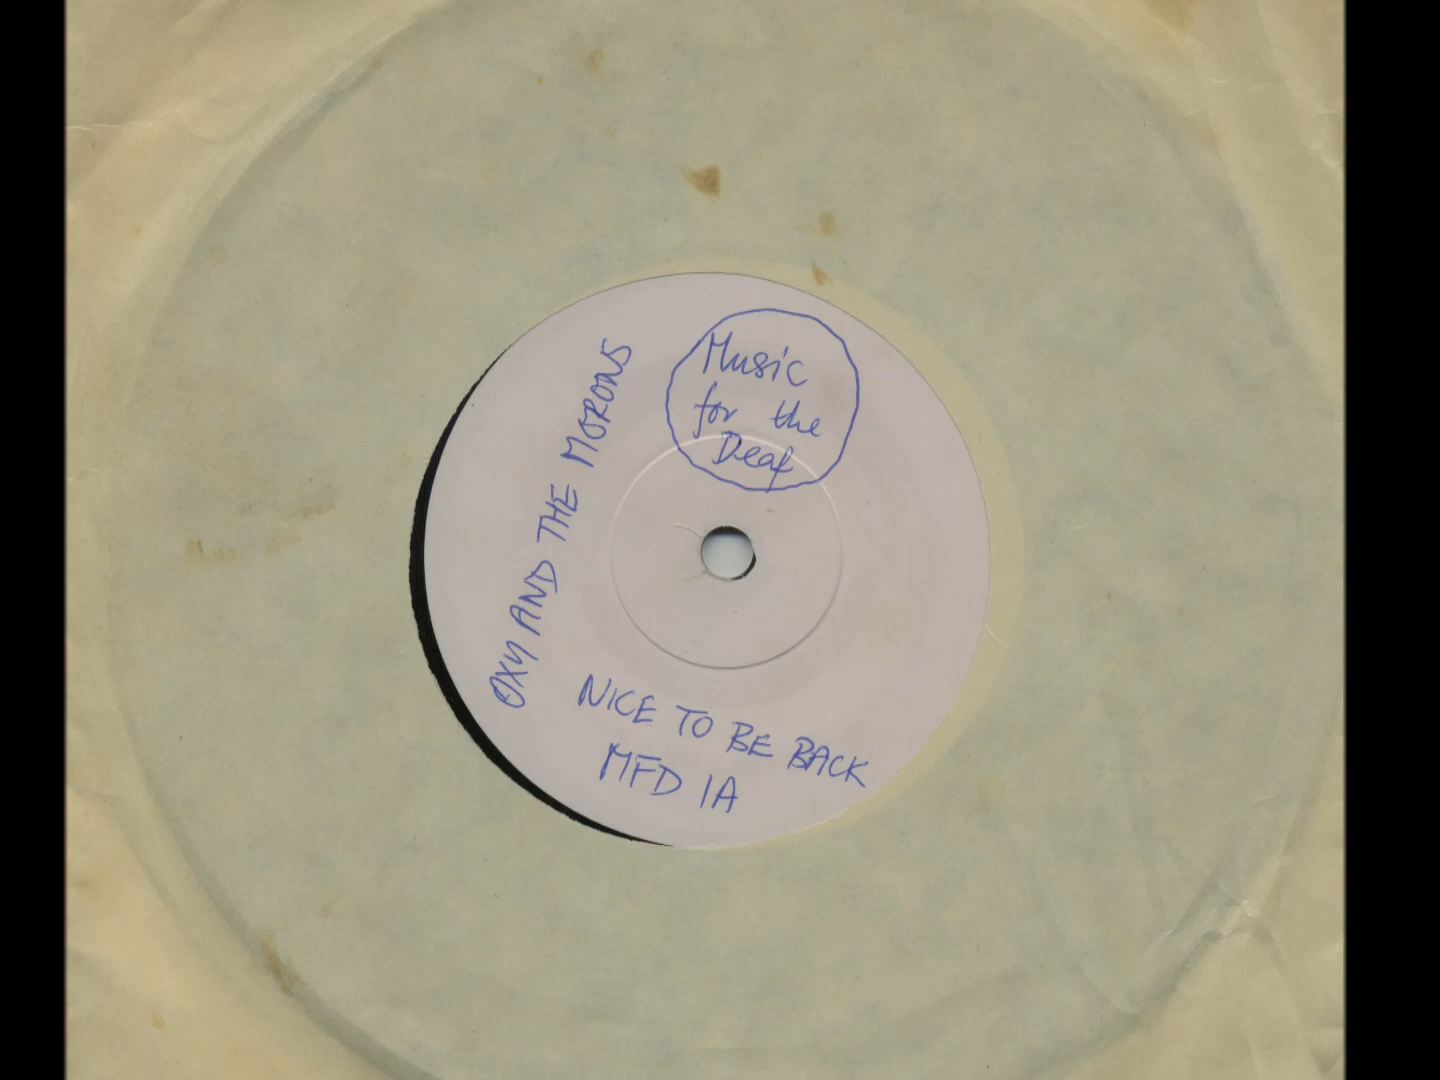 Music
for the
Deaf
OXY AND THE MORONS
NICE TO BE BACK
MFD 1A